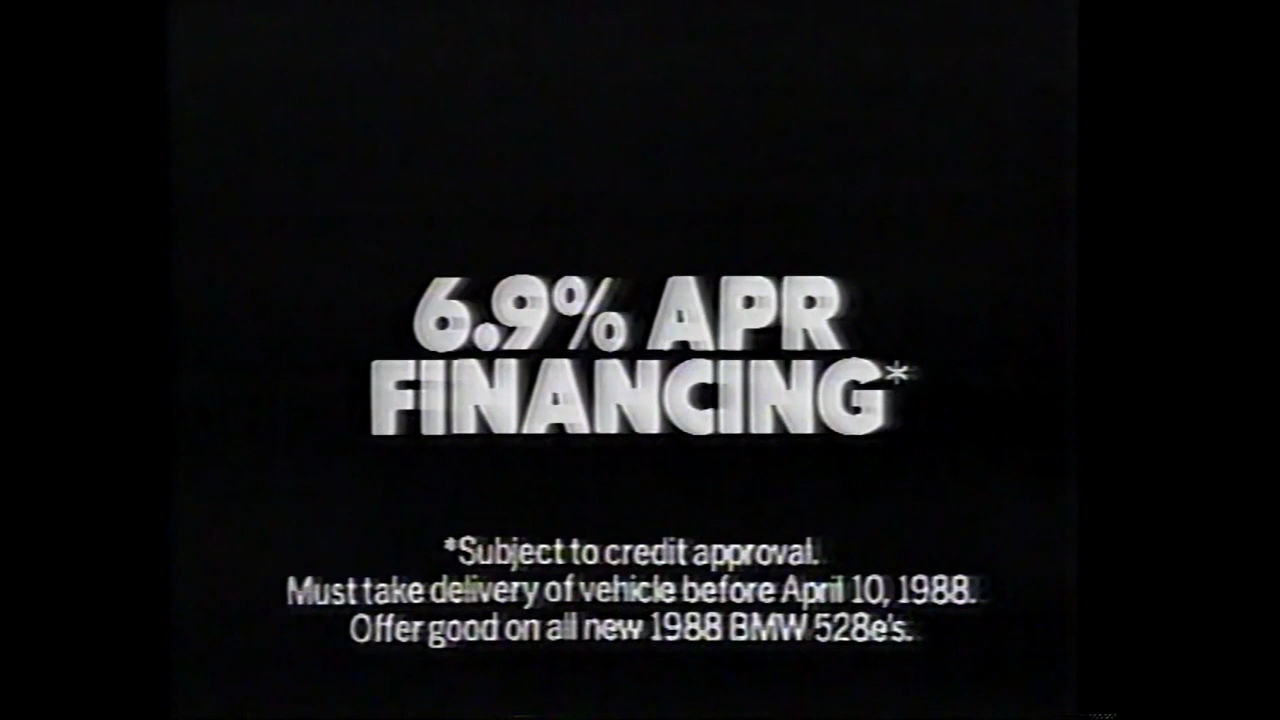 6.9% APR
FINANCING*
*Subject to credit approval.
Must take delivery of vehicle before April 10, 1988.
Offer good on all new 1988 BMW 528e's.